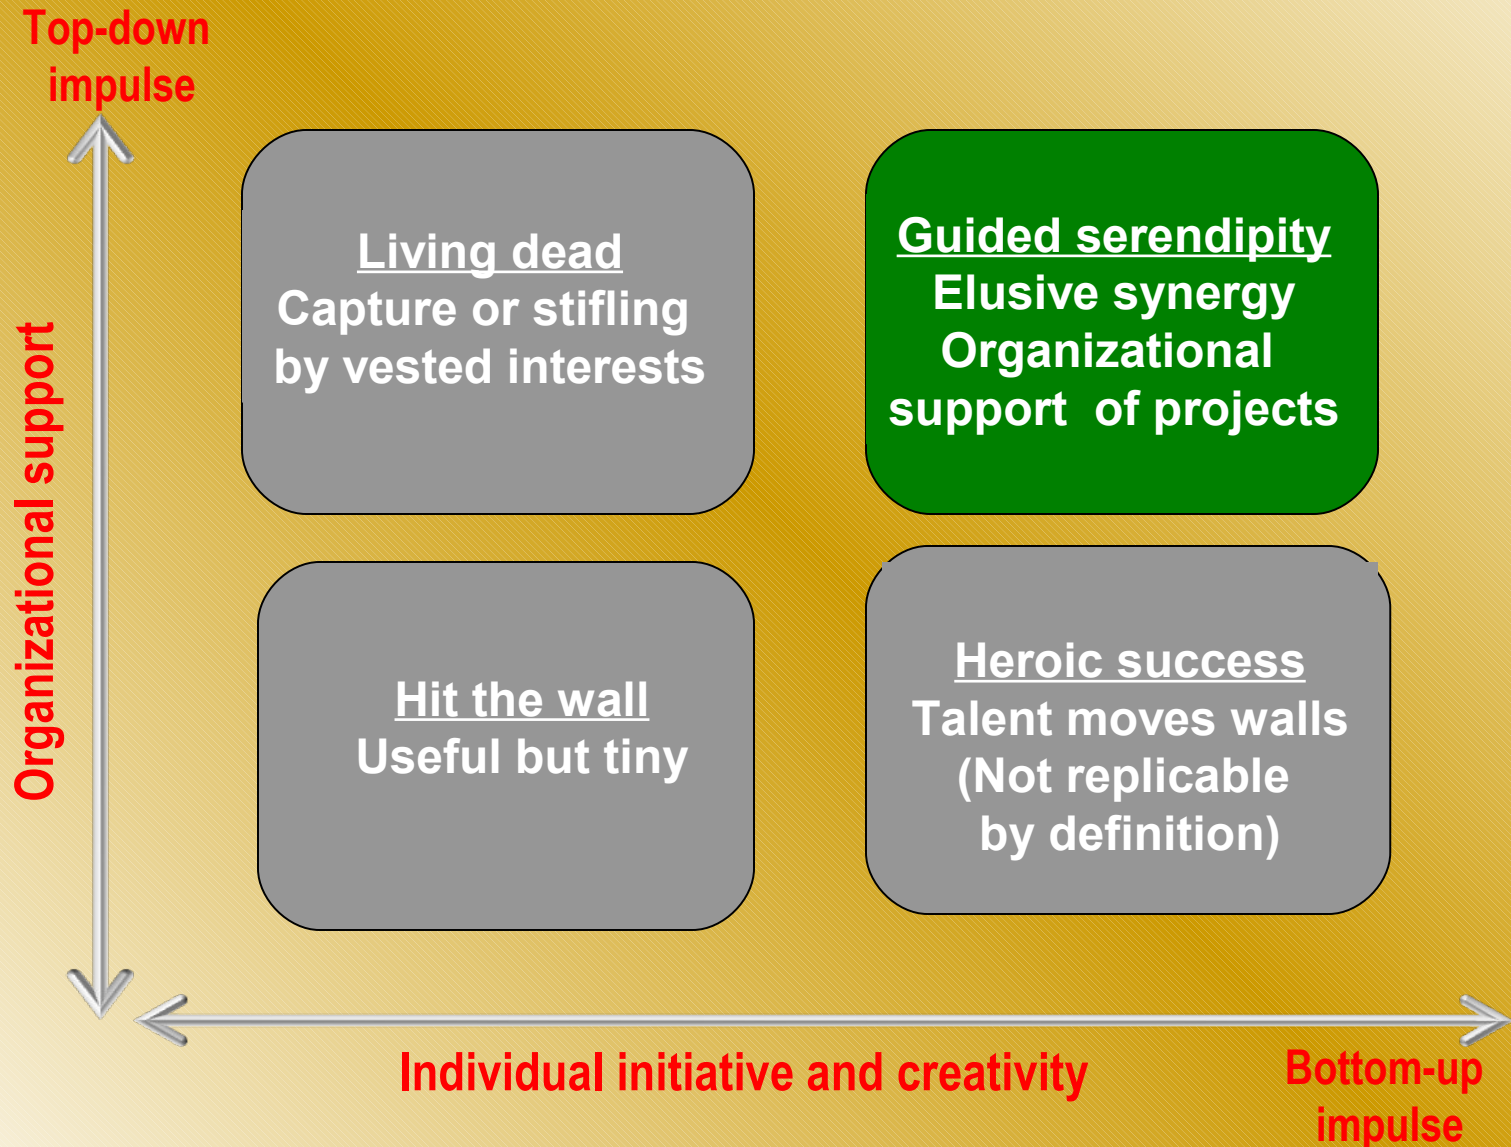 Top-down
impulse
Living dead
Capture or stifling
by vested interests
Guided serendipity
Elusive synergy
Organizational
support of projects
Organizational support
Hit the wall
Useful but tiny
Heroic success
Talent moves walls
(Not replicable
by definition)
Individual initiative and creativity
Bottom-up
impulse